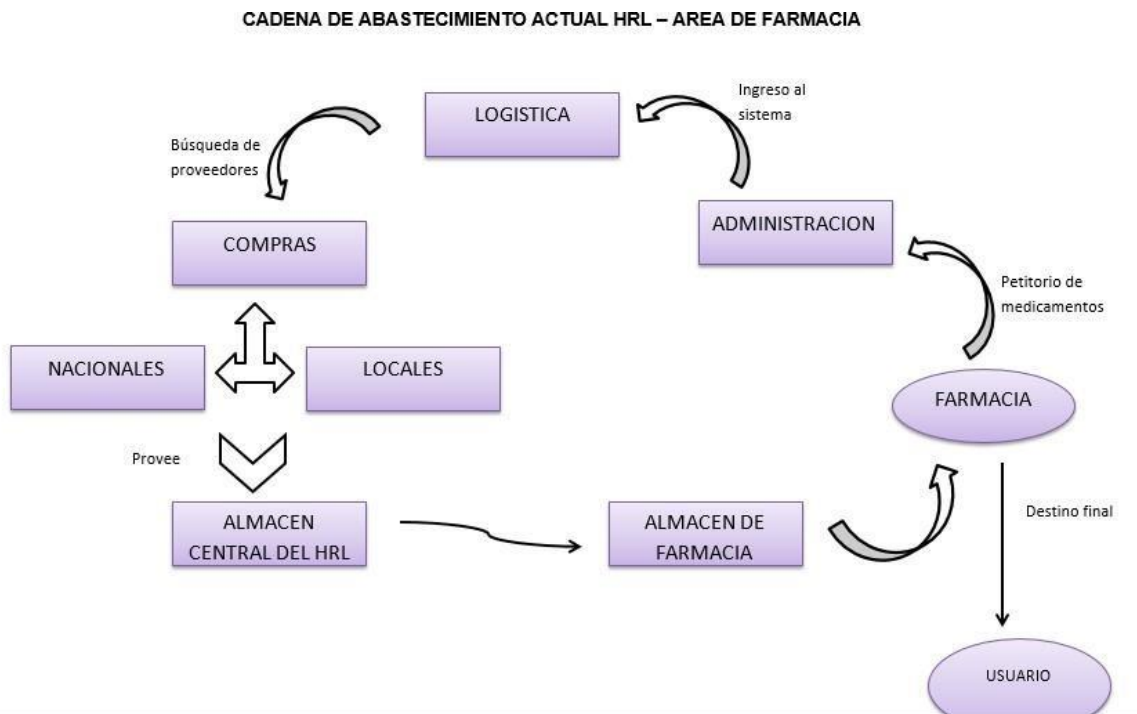 CADENA DE ABASTECIMIENTO ACTUAL HRL – AREA DE FARMACIA
Ingreso al
sistema
LOGISTICA
Búsqueda de
proveedores
ADMINISTRACION
COMPRAS
Petitorio de
medicamentos
NACIONALES
LOCALES
FARMACIA
Provee
ALMACEN
CENTRAL DEL HRL
ALMACEN DE
FARMACIA
Destino final
USUARIO